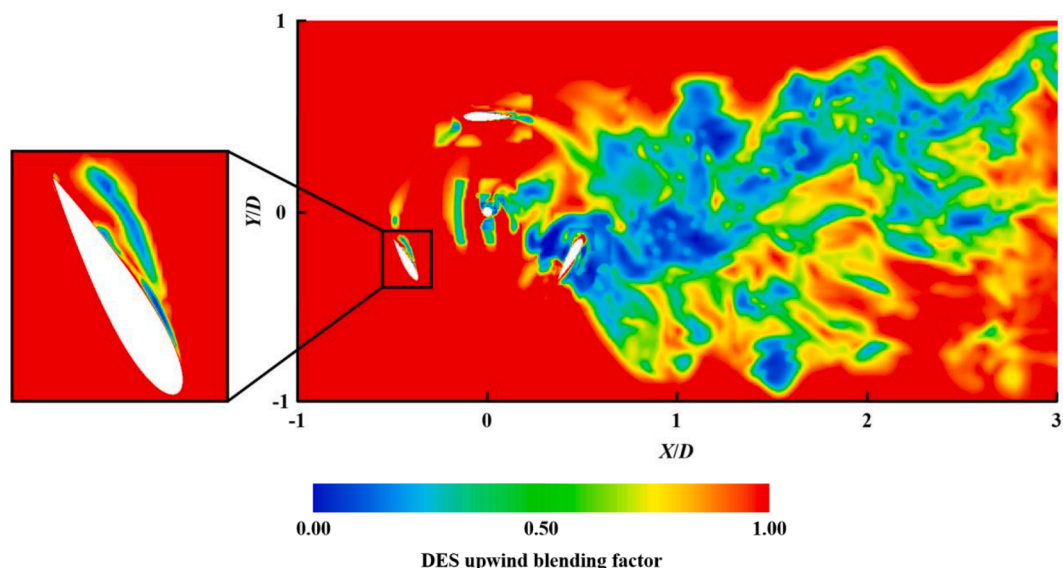 1
Y/D
0
-1
-1 0 1 2 3
X/D
0.00 0.50 1.00
DES upwind blending factor